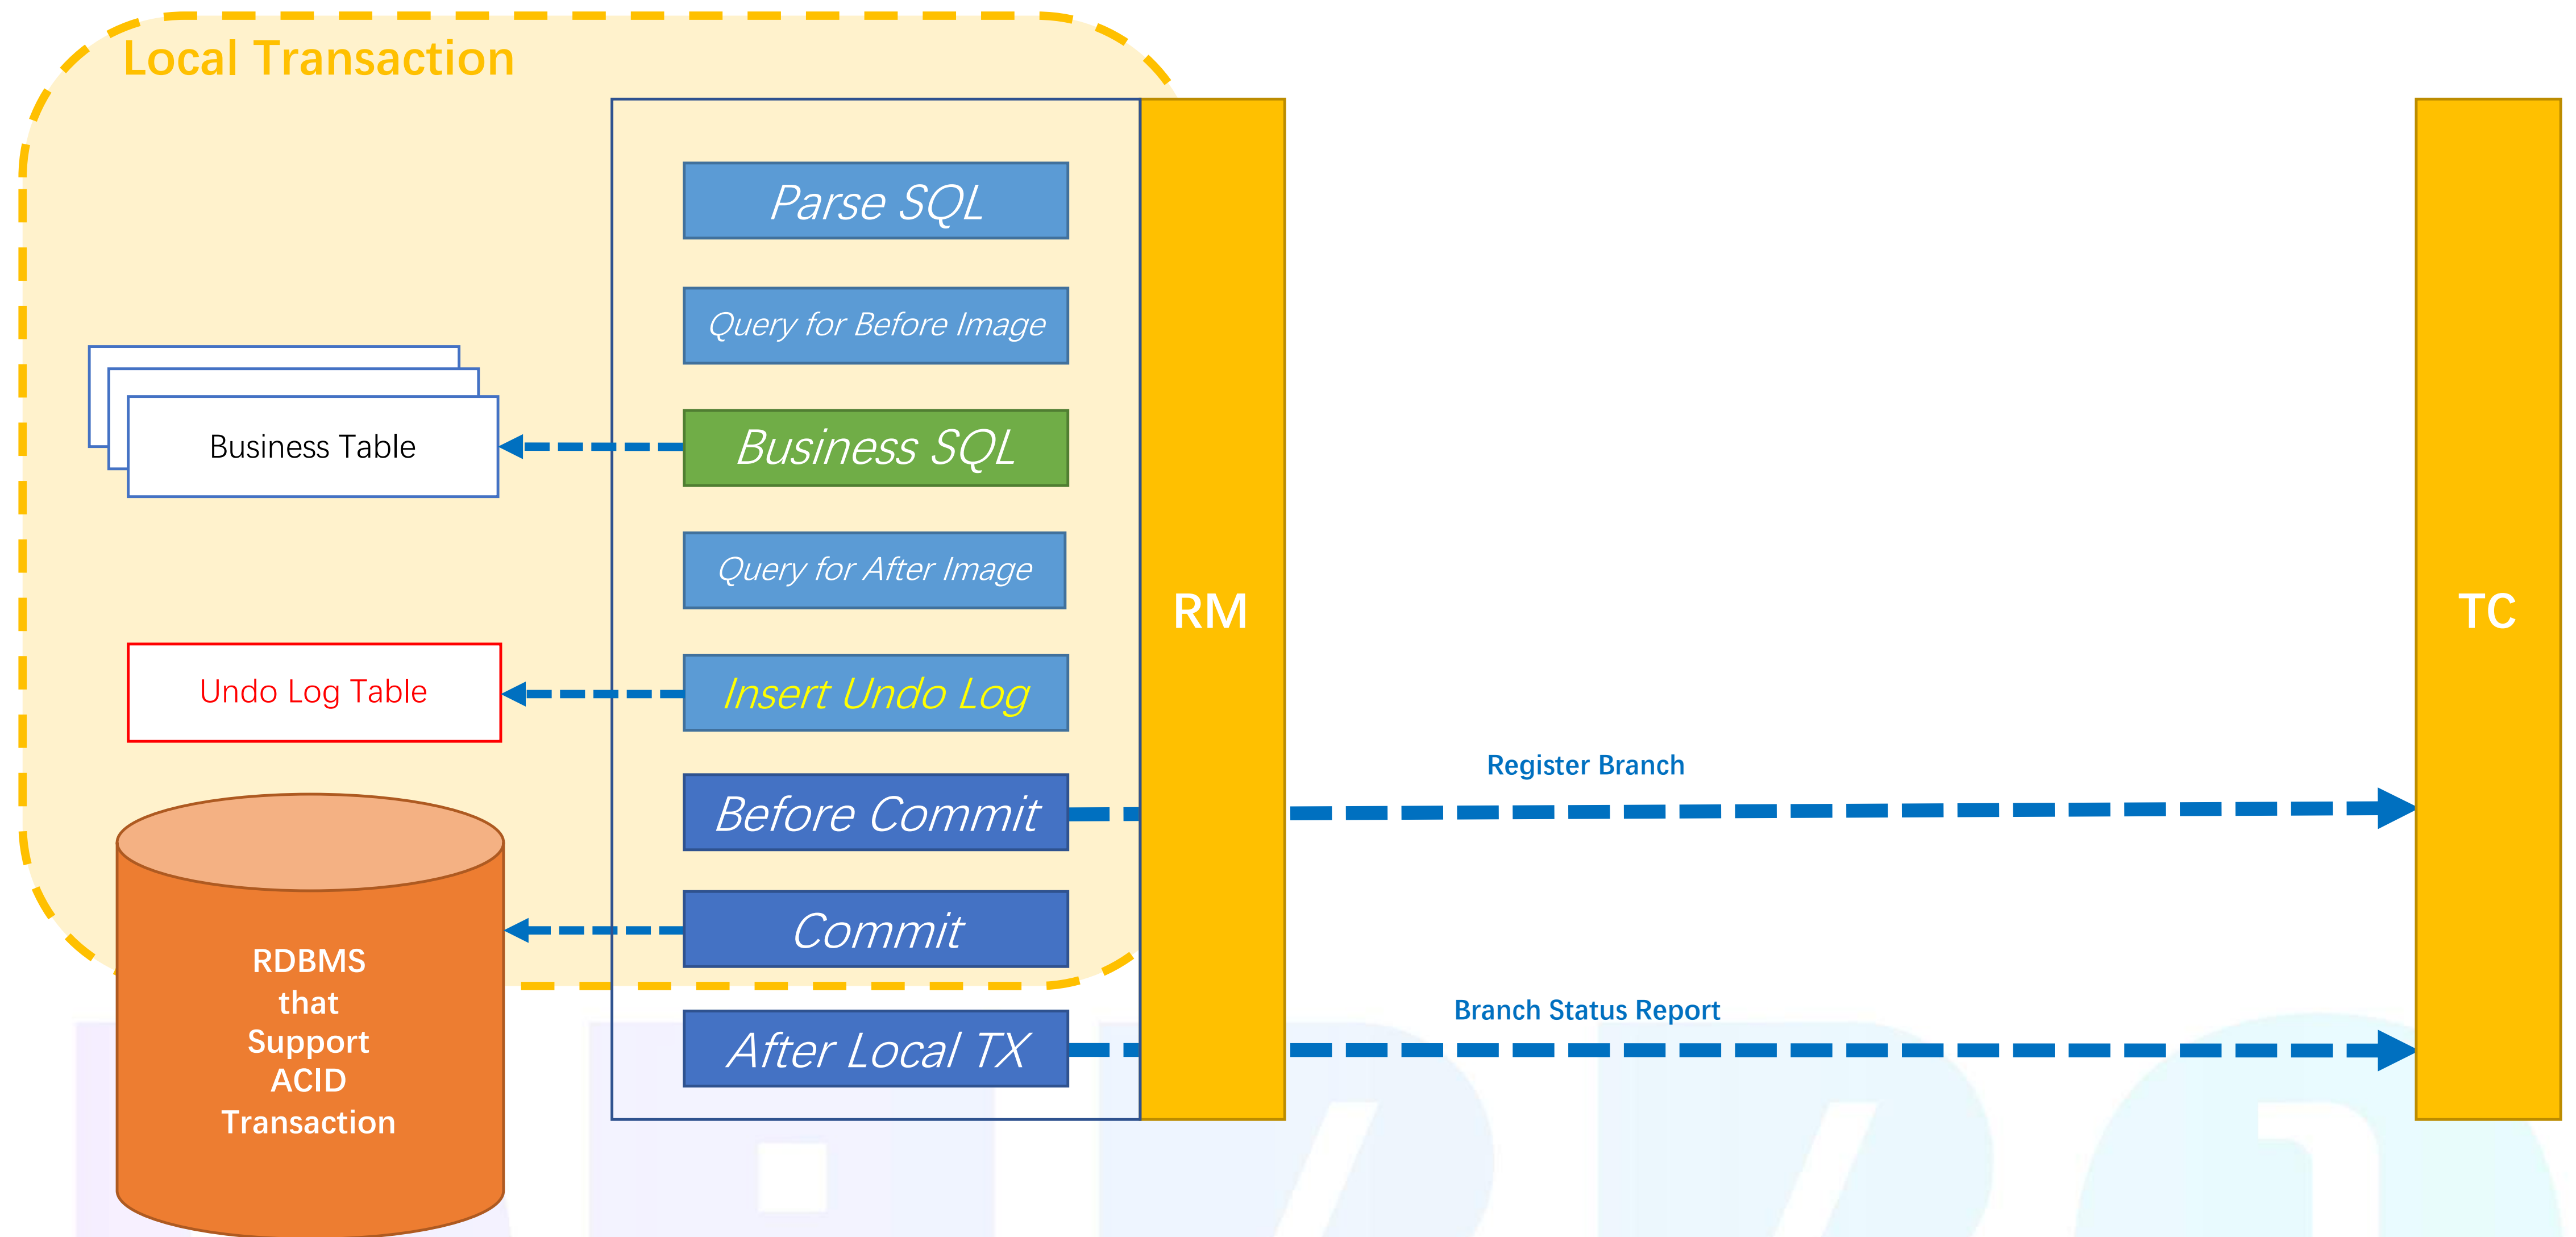 Local Transaction
Parse SQL
Query for Before Image
Business SQL
Business Table
Query for After Image
RM
TC
Insert Undo Log
Undo Log Table
Register Branch
Before Commit
Commit
RDBMS
that
Support
ACID
Transaction
Branch Status Report
After Local TX